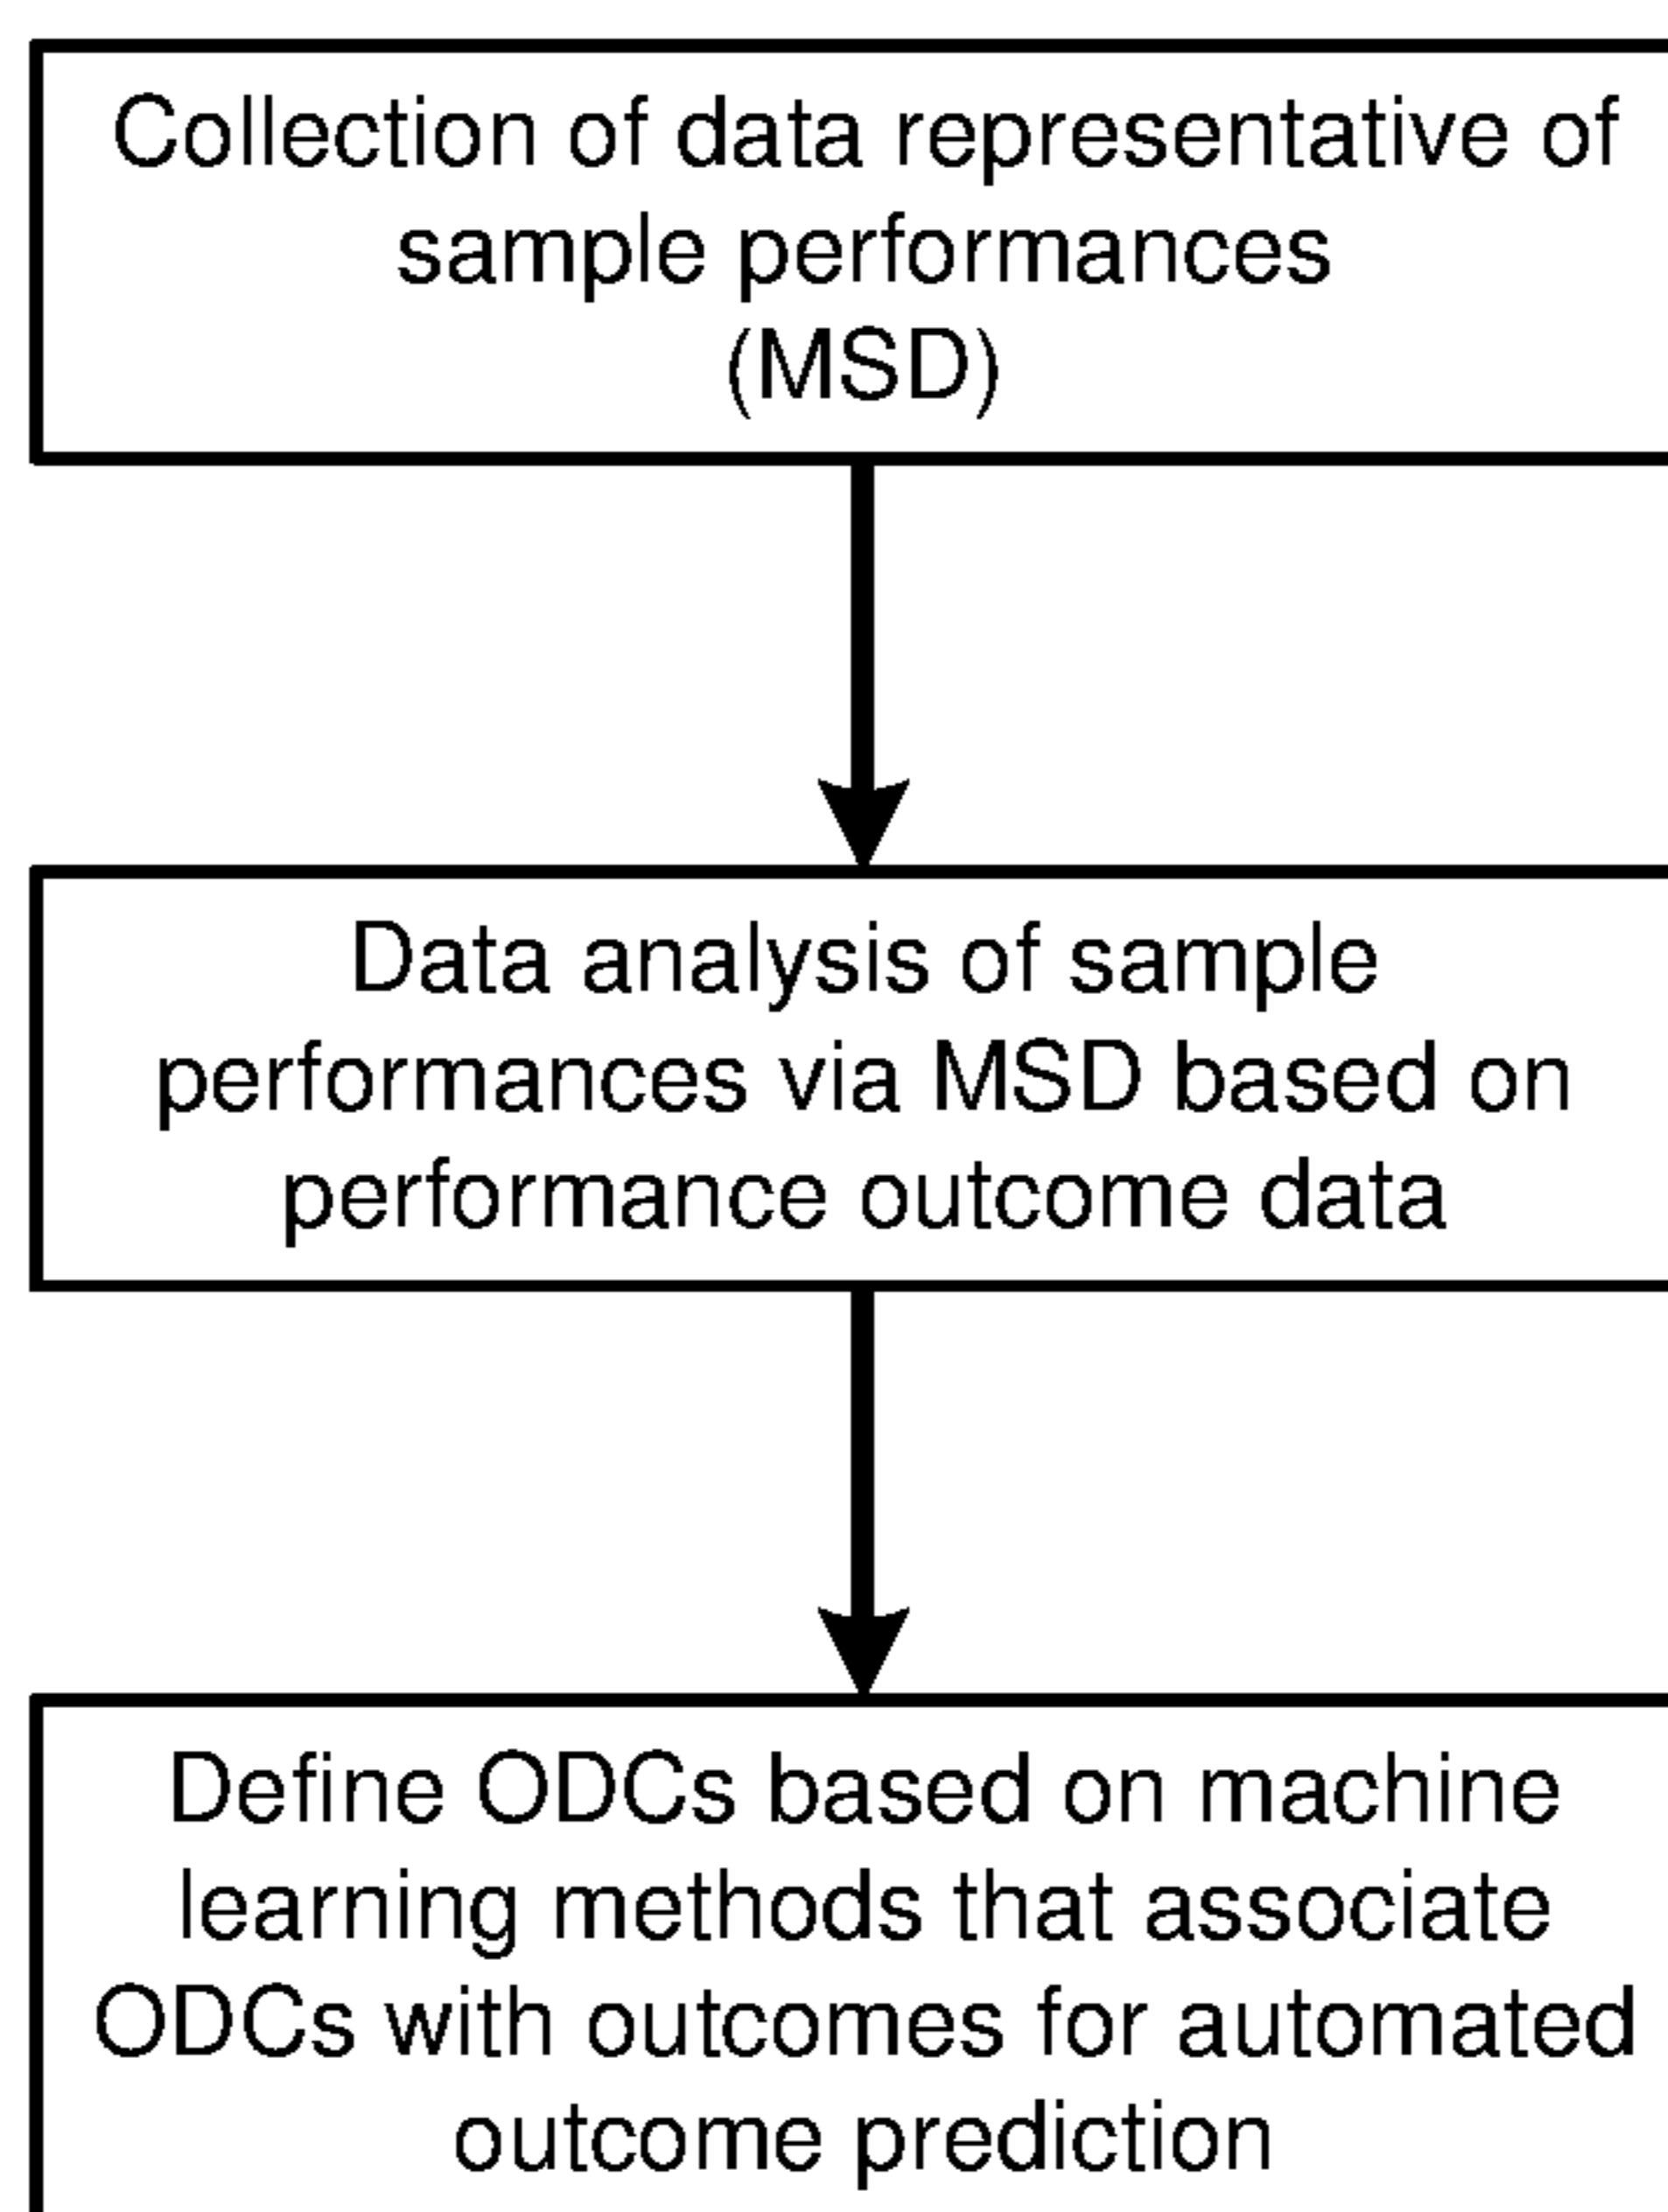 Collection of data representative of
sample performances
(MSD)
Data analysis of sample
performances via MSD based on
performance outcome data
Define ODCs based on machine
learning methods that associate
ODCs with outcomes for automated
outcome prediction